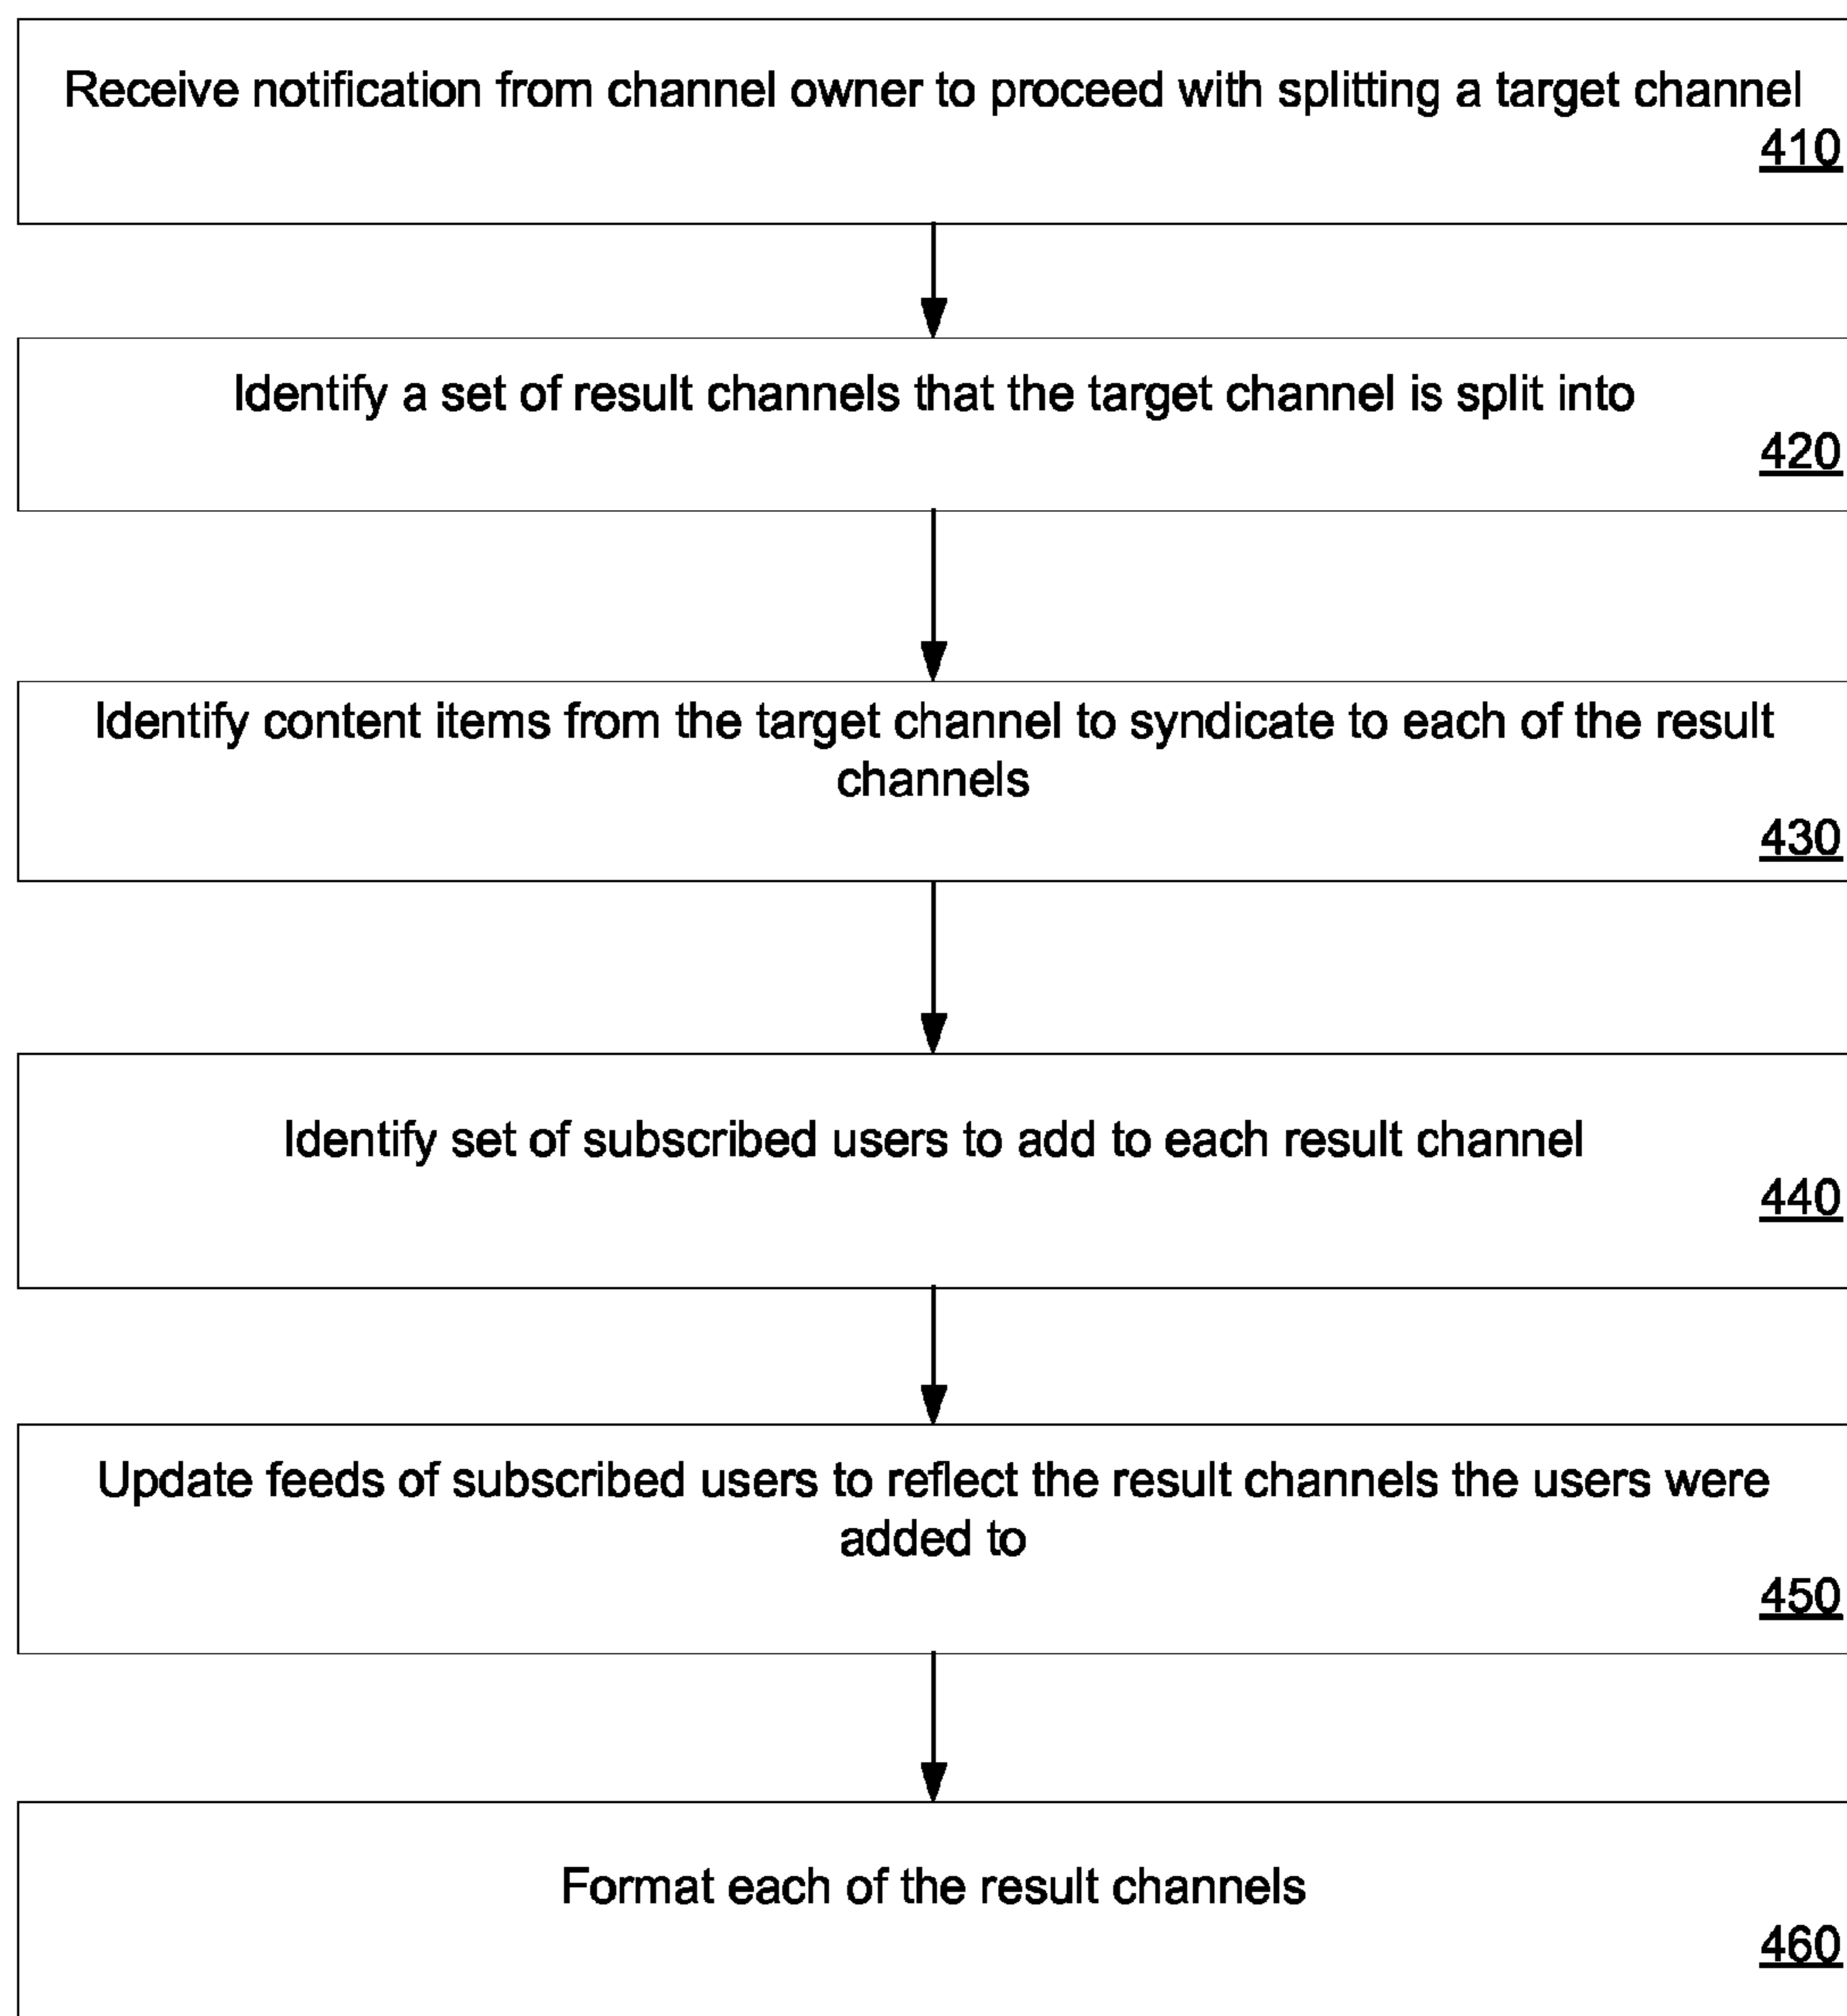 Receive notification from channel owner to proceed with splitting a target channel
410
Identify a set of result channels that the target channel is split into
420
Identify content items from the target channel to syndicate to each of the result
channels
430
Identify set of subscribed users to add to each result channel
440
Update feeds of subscribed users to reflect the result channels the users were
added to
450
Format each of the result channels
460